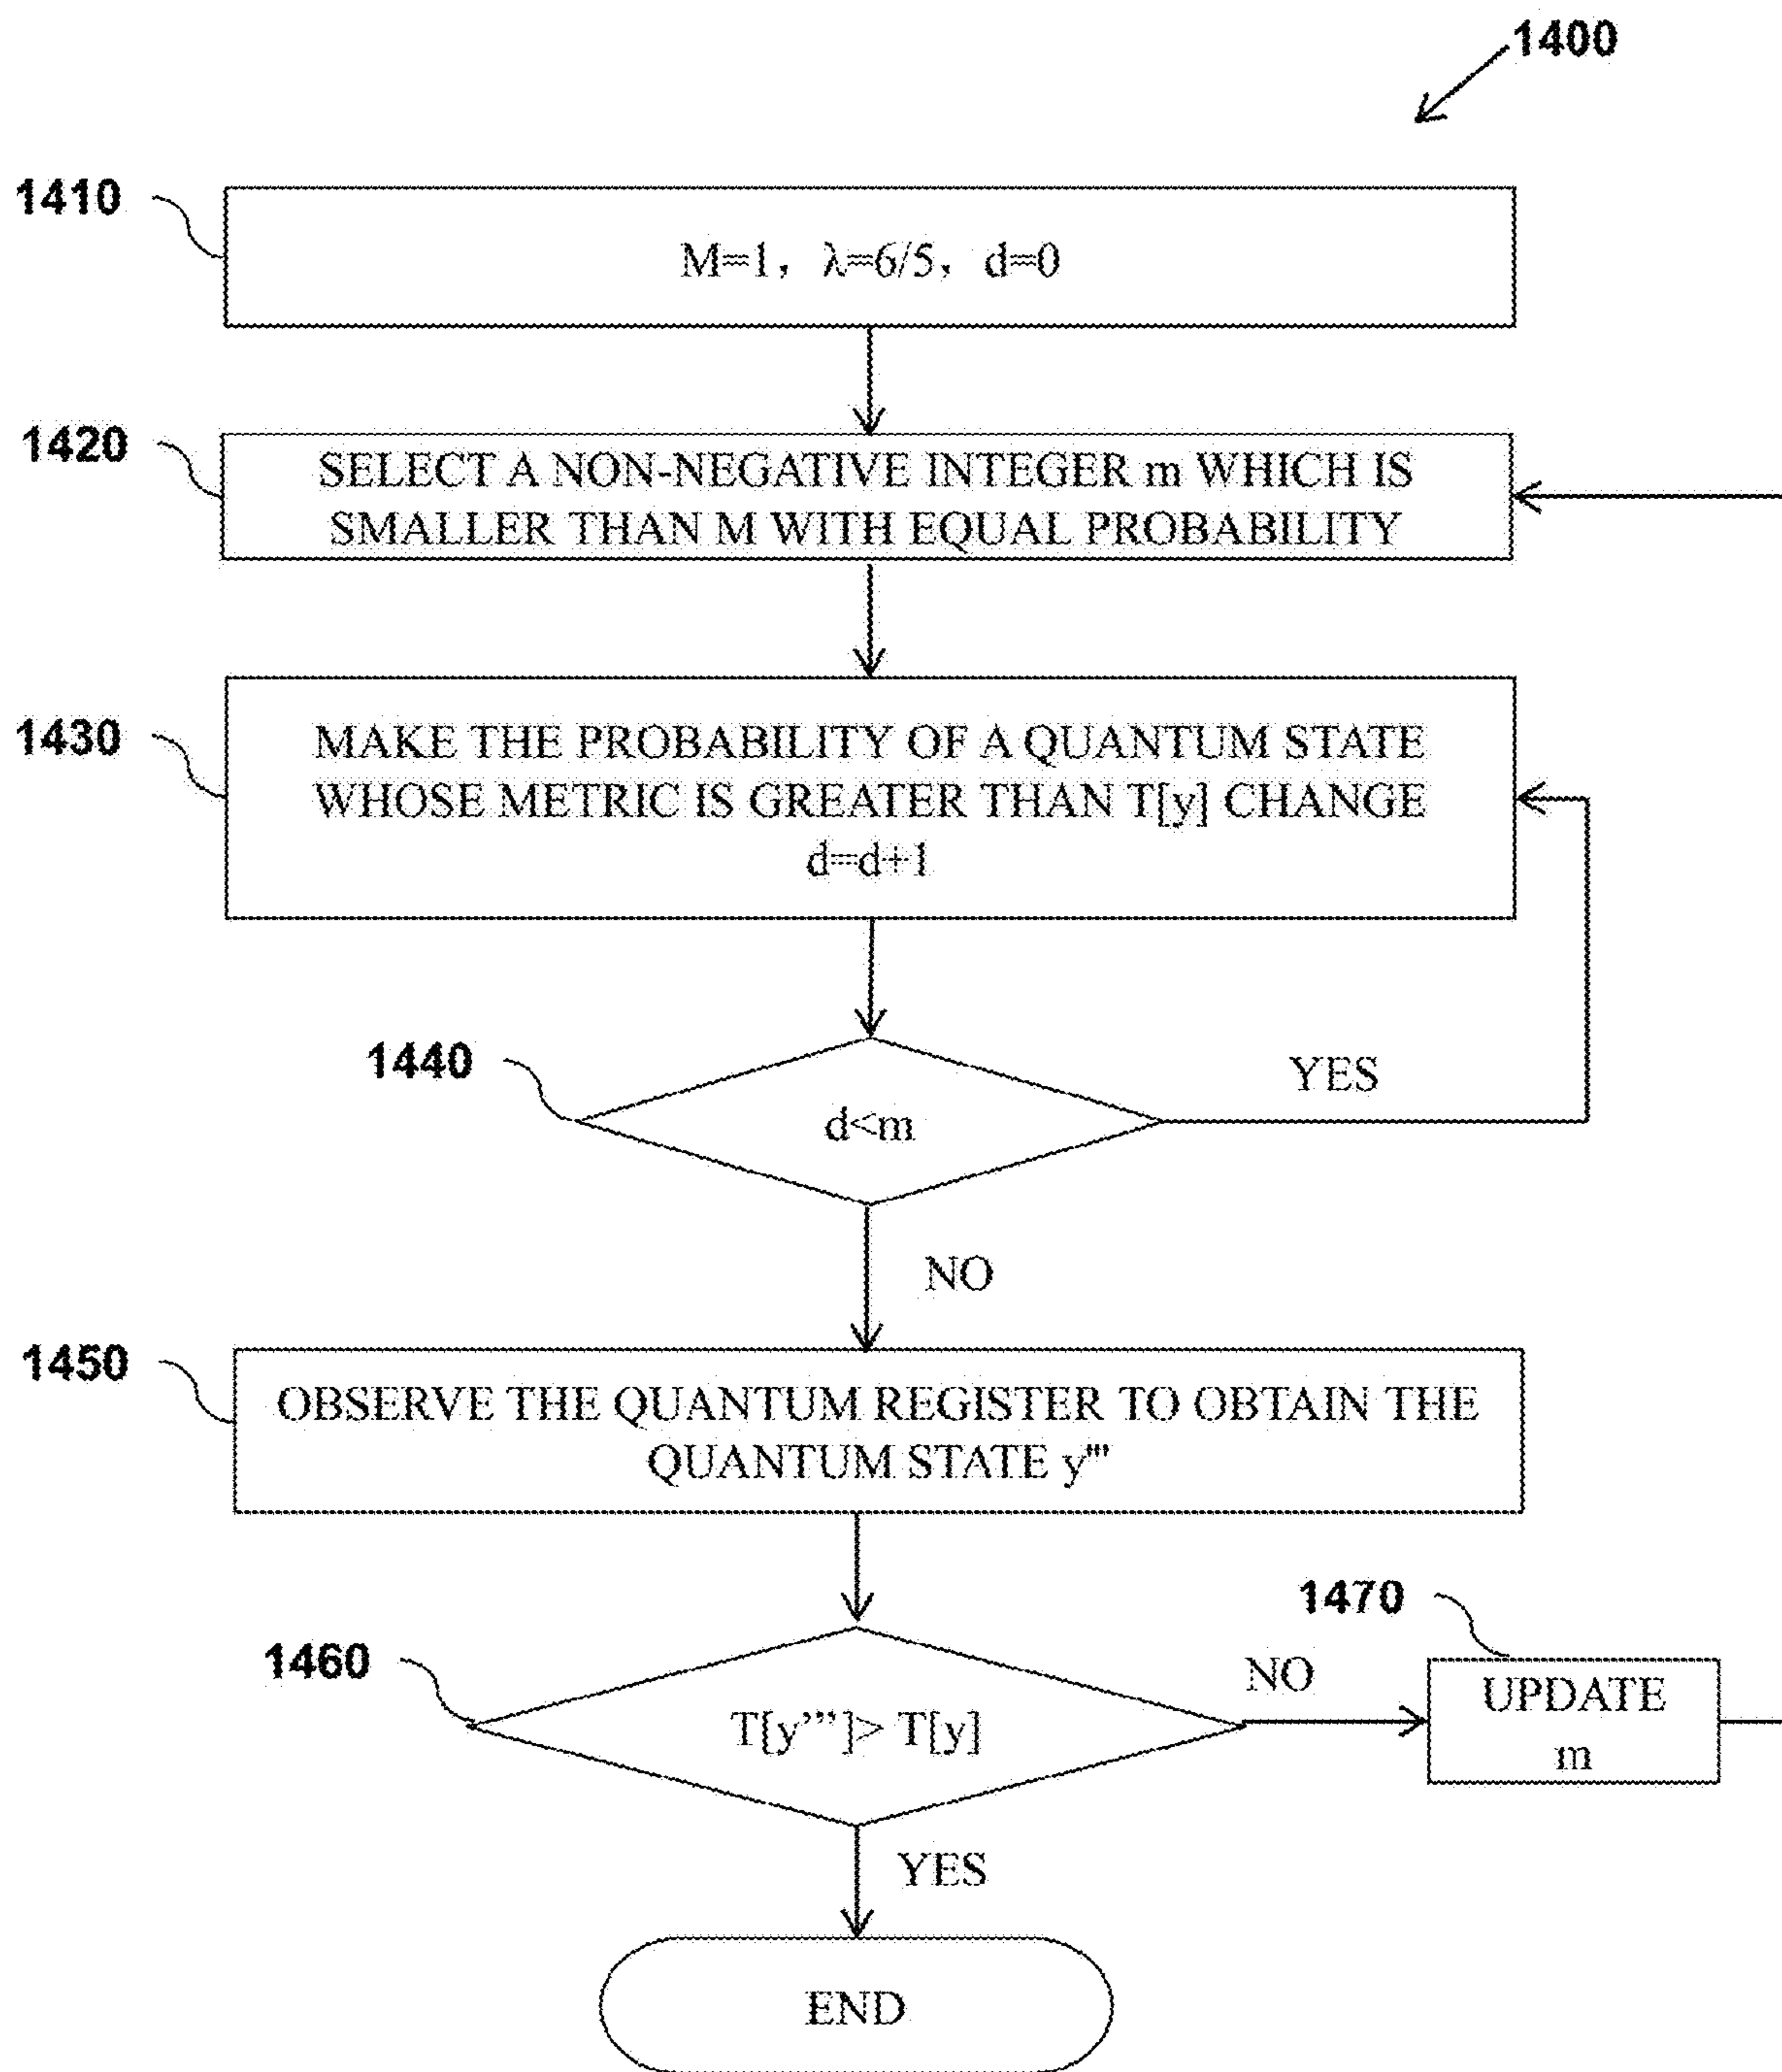 1400
1410
M=1, λ=6/5, d=0
1420
SELECT A NON-NEGATIVE INTEGER m WHICH IS
SMALLER THAN M WITH EQUAL PROBABILITY
1430
MAKE THE PROBABILITY OF A QUANTUM STATE
WHOSE METRIC IS GREATER THAN T[y] CHANGE
d=d+1
1440
d<m
YES
NO
1450
OBSERVE THE QUANTUM REGISTER TO OBTAIN THE
QUANTUM STATE y'''
1460
T[y''']> T[y]
NO
1470
UPDATE
m
YES
END